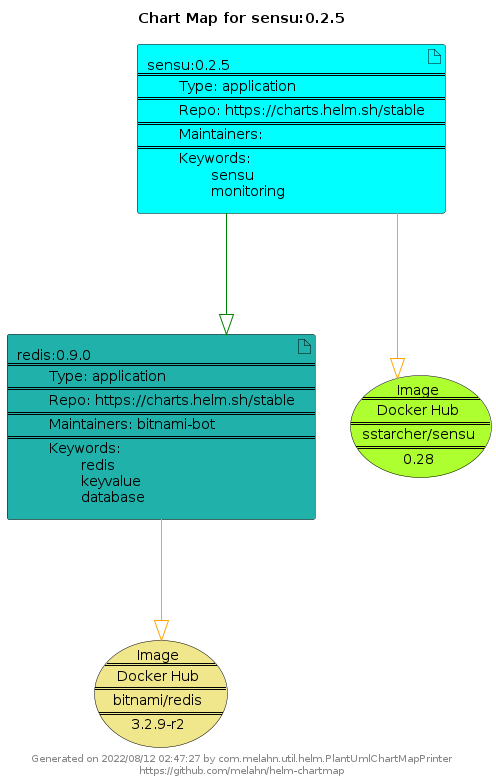 Chart Map for sensu:0.2.5
sensu:0.2.5
Type: application
Repo: https://charts.helm.sh/stable
Maintainers:
Keywords:
sensu
monitoring
redis:0.9.0
Type: application
Repo: https://charts.helm.sh/stable
Maintainers: bitnami-bot
Keywords:
redis
keyvalue
database
Image
Docker Hub
sstarcher/sensu
0.28
Image
Docker Hub
bitnami/redis
3.2.9-r2
Generated on 2022/08/12 02:47:27 by com.melahn.util.helm.PlantUmlChartMapPrinter
https://github.com/melahn/helm-chartmap